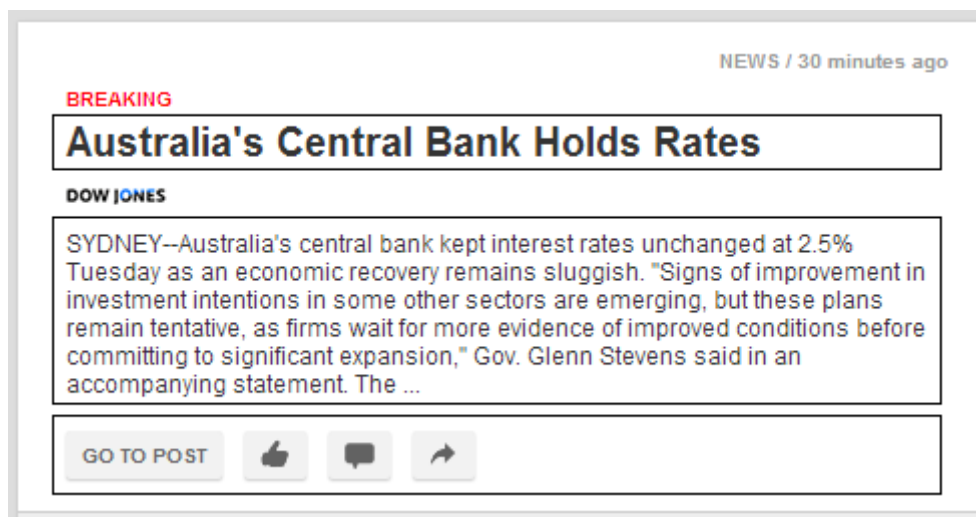 NEWS / 30 minutes ago
BREAKING
Australia's Central Bank Holds Rates
DOW JONES
SYDNEY--Australia's central bank kept interest rates unchanged at 2.5%
Tuesday as an economic recovery remains sluggish. "Signs of improvement in
investment intentions in some other sectors are emerging, but these plans
remain tentative, as firms wait for more evidence of improved conditions before
committing to significant expansion," Gov. Glenn Stevens said in an
accompanying statement. The ...
GO TO POST